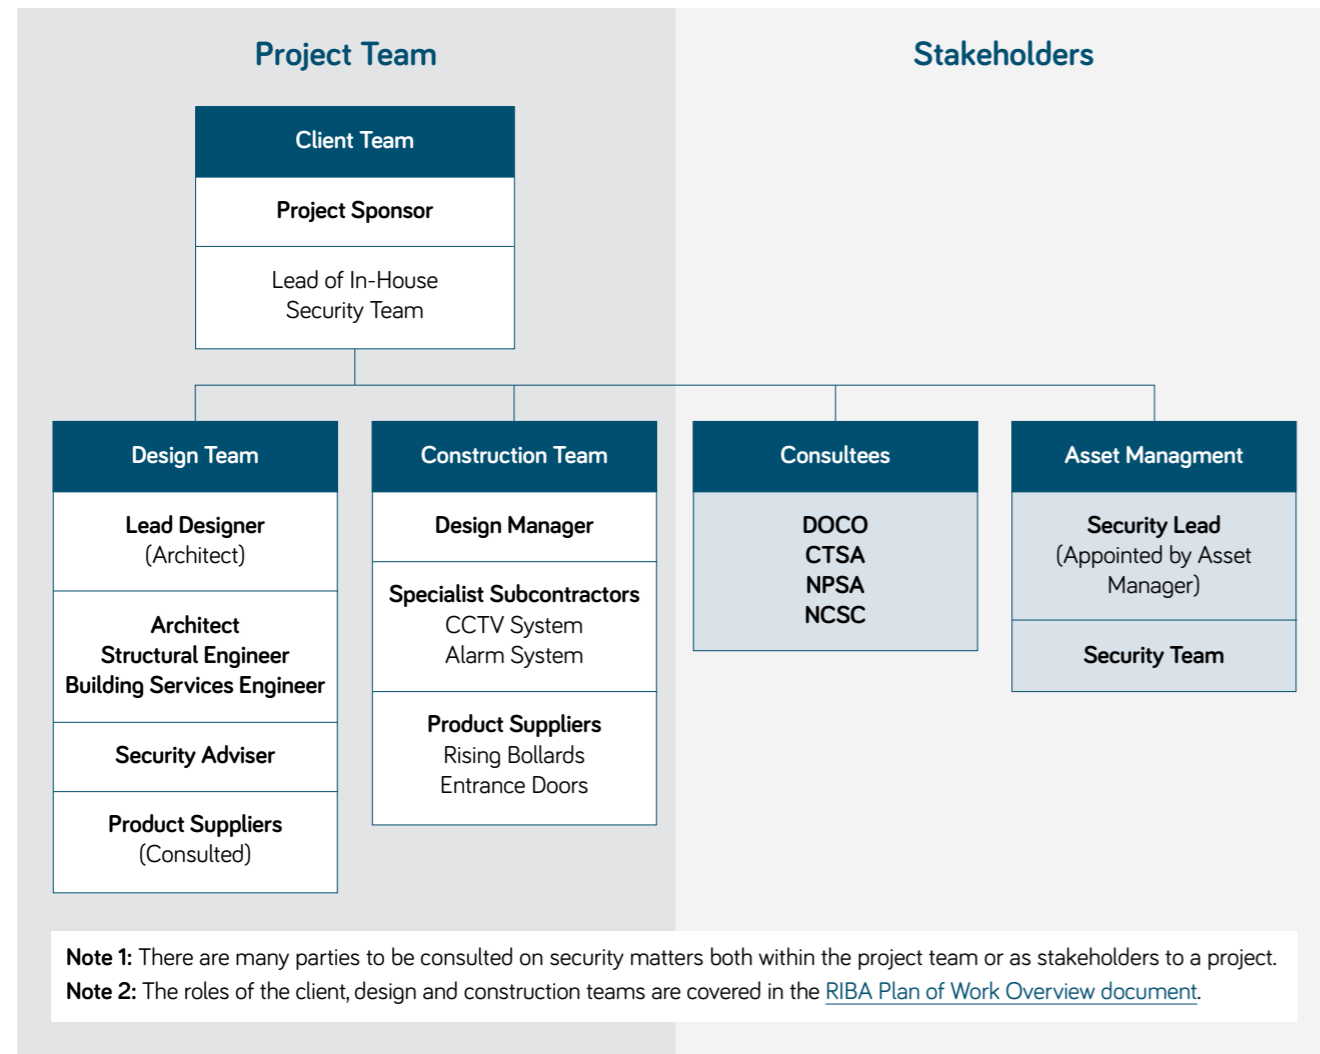 Project Team
Stakeholders
Client Team
Project Sponsor
Lead of In-House
Security Team
Design Team
Lead Designer
(Architect)
Architect
Structural Engineer
Building Services Engineer
Security Adviser
Product Suppliers
(Consulted)
Construction Team
Design Manager
Specialist Subcontractors
CCTV System
Alarm System
Product Suppliers
Rising Bollards
Entrance Doors
Consultees
DOCO
CTSA
NPSA
NCSC
Asset Managment
Security Lead
(Appointed by Asset
Manager)
Security Team
Note 1: There are many parties to be consulted on security matters both within the project team or as stakeholders to a project.
Note 2: The roles of the client, design and construction teams are covered in the RIBA Plan of Work Overview document.